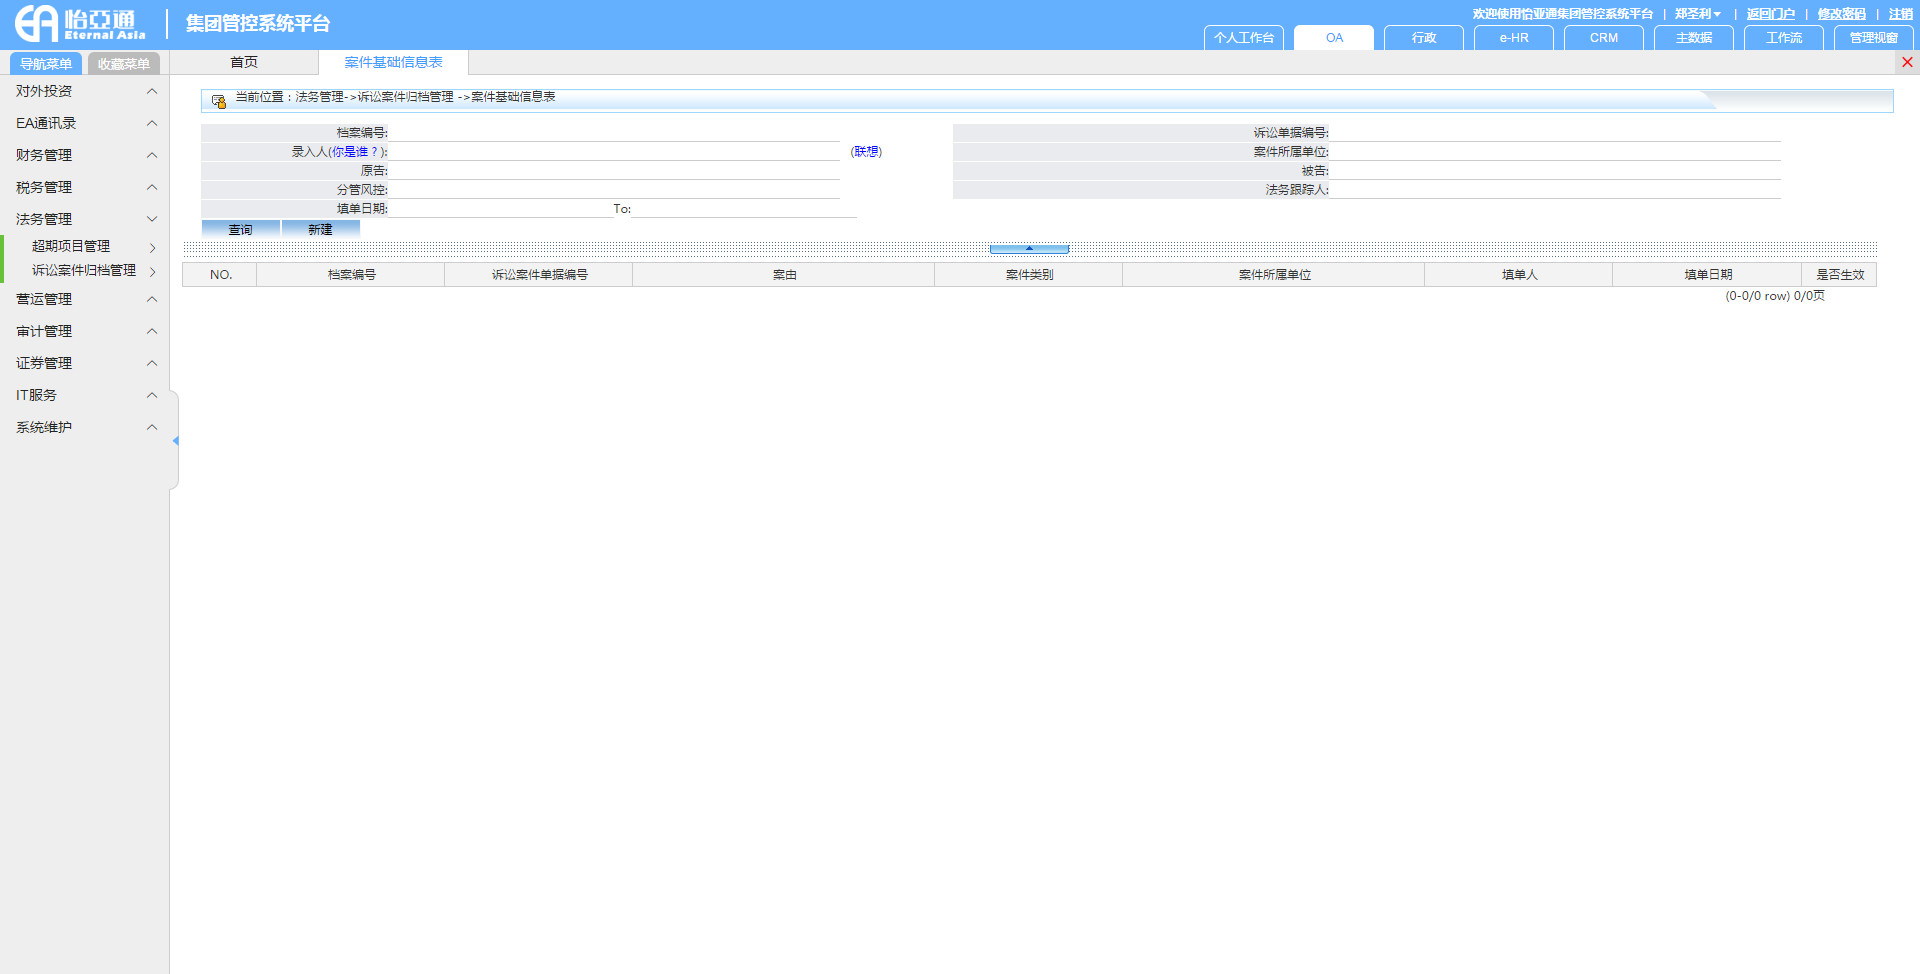 怡亞通
Eternal Asia
集团管控系统平台
欢迎使用怡亚通集团管控系统平台 | 郑圣利 | 返回门户 | 修改密码 | 注销
个人工作台 OA 行政 e-HR CRM 主数据 工作流 管理视窗
导航菜单 收藏菜单 首页 案件基础信息表
对外投资
EA通讯录
财务管理
税务管理
法务管理
超期项目管理
诉讼案件归档管理
营运管理
审计管理
证券管理
IT服务
系统维护
当前位置：法务管理->诉讼案件归档管理 ->案件基础信息表
档案编号: 诉讼单据编号:
录入人(你是谁？): (联想) 案件所属单位:
原告: 被告:
分管风控: 法务跟踪人:
填单日期: To:
查询 新建
NO. 档案编号 诉讼案件单据编号 案由 案件类别 案件所属单位 填单人 填单日期 是否生效
(0-0/0 row) 0/0页